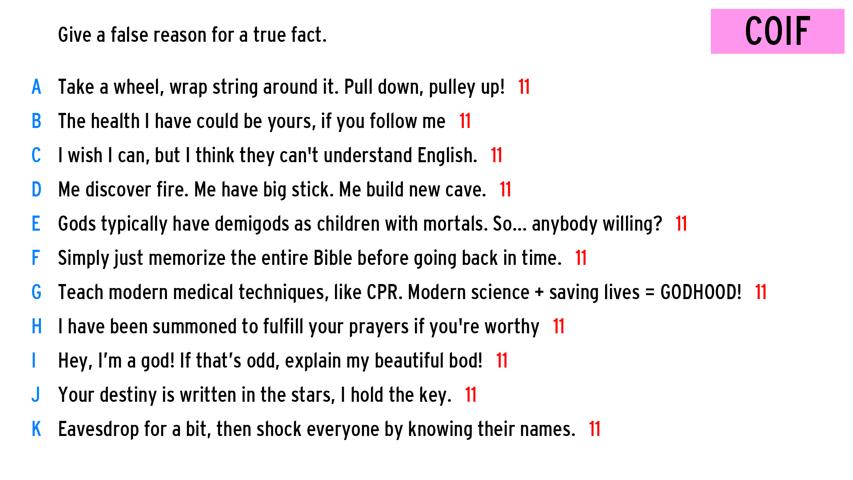 Give a false reason for a true fact.
COIF
A Take a wheel, wrap string around it. Pull down, pulley up! 11
B The health I have could be yours, if you follow me 11
C I wish I can, but I think they can't understand English. 11
D Me discover fire. Me have big stick. Me build new cave. 11
E Gods typically have demigods as children with mortals. So... anybody willing? 11
F Simply just memorize the entire Bible before going back in time. 11
G Teach modern medical techniques, like CPR. Modern science + saving lives = GODHOOD! 11
H I have been summoned to fulfill your prayers if you're worthy 11
I Hey, I'm a god! If that's odd, explain my beautiful bod! 11
J Your destiny is written in the stars, I hold the key. 11
K Eavesdrop for a bit, then shock everyone by knowing their names. 11